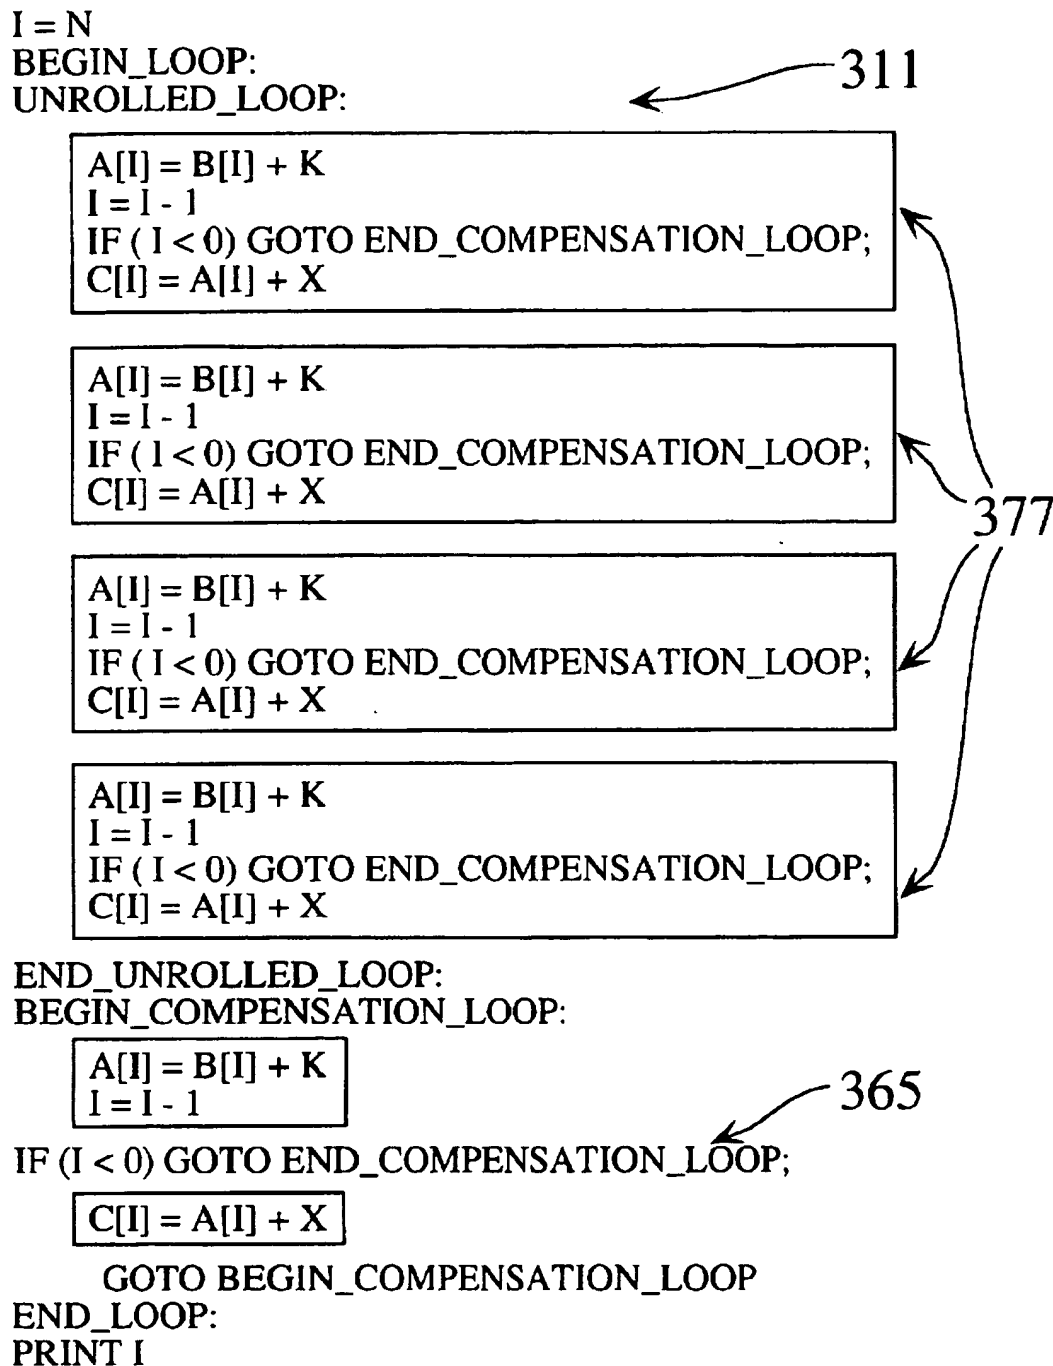 I = N
BEGIN_LOOP:
311
UNROLLED_LOOP:
A[I] = B[I] + K
I = I - 1
IF ( I < 0) GOTO END_COMPENSATION_LOOP;
C[I] = A[I] + X
A[I] = B[I] + K
I = I - 1
IF ( I < 0) GOTO END_COMPENSATION_LOOP;
C[I] = A[I] + X
377
A[I] = B[I] + K
I = I - 1
IF ( I < 0) GOTO END_COMPENSATION_LOOP;
C[I] = A[I] + X
A[I] = B[I] + K
I = I - 1
IF ( I < 0) GOTO END_COMPENSATION_LOOP;
C[I] = A[I] + X
END_UNROLLED_LOOP:
BEGIN_COMPENSATION_LOOP:
A[I] = B[I] + K
I = I - 1
365
IF (I < 0) GOTO END_COMPENSATION_LOOP;
C[I] = A[I] + X
GOTO BEGIN_COMPENSATION_LOOP
END_LOOP:
PRINT I